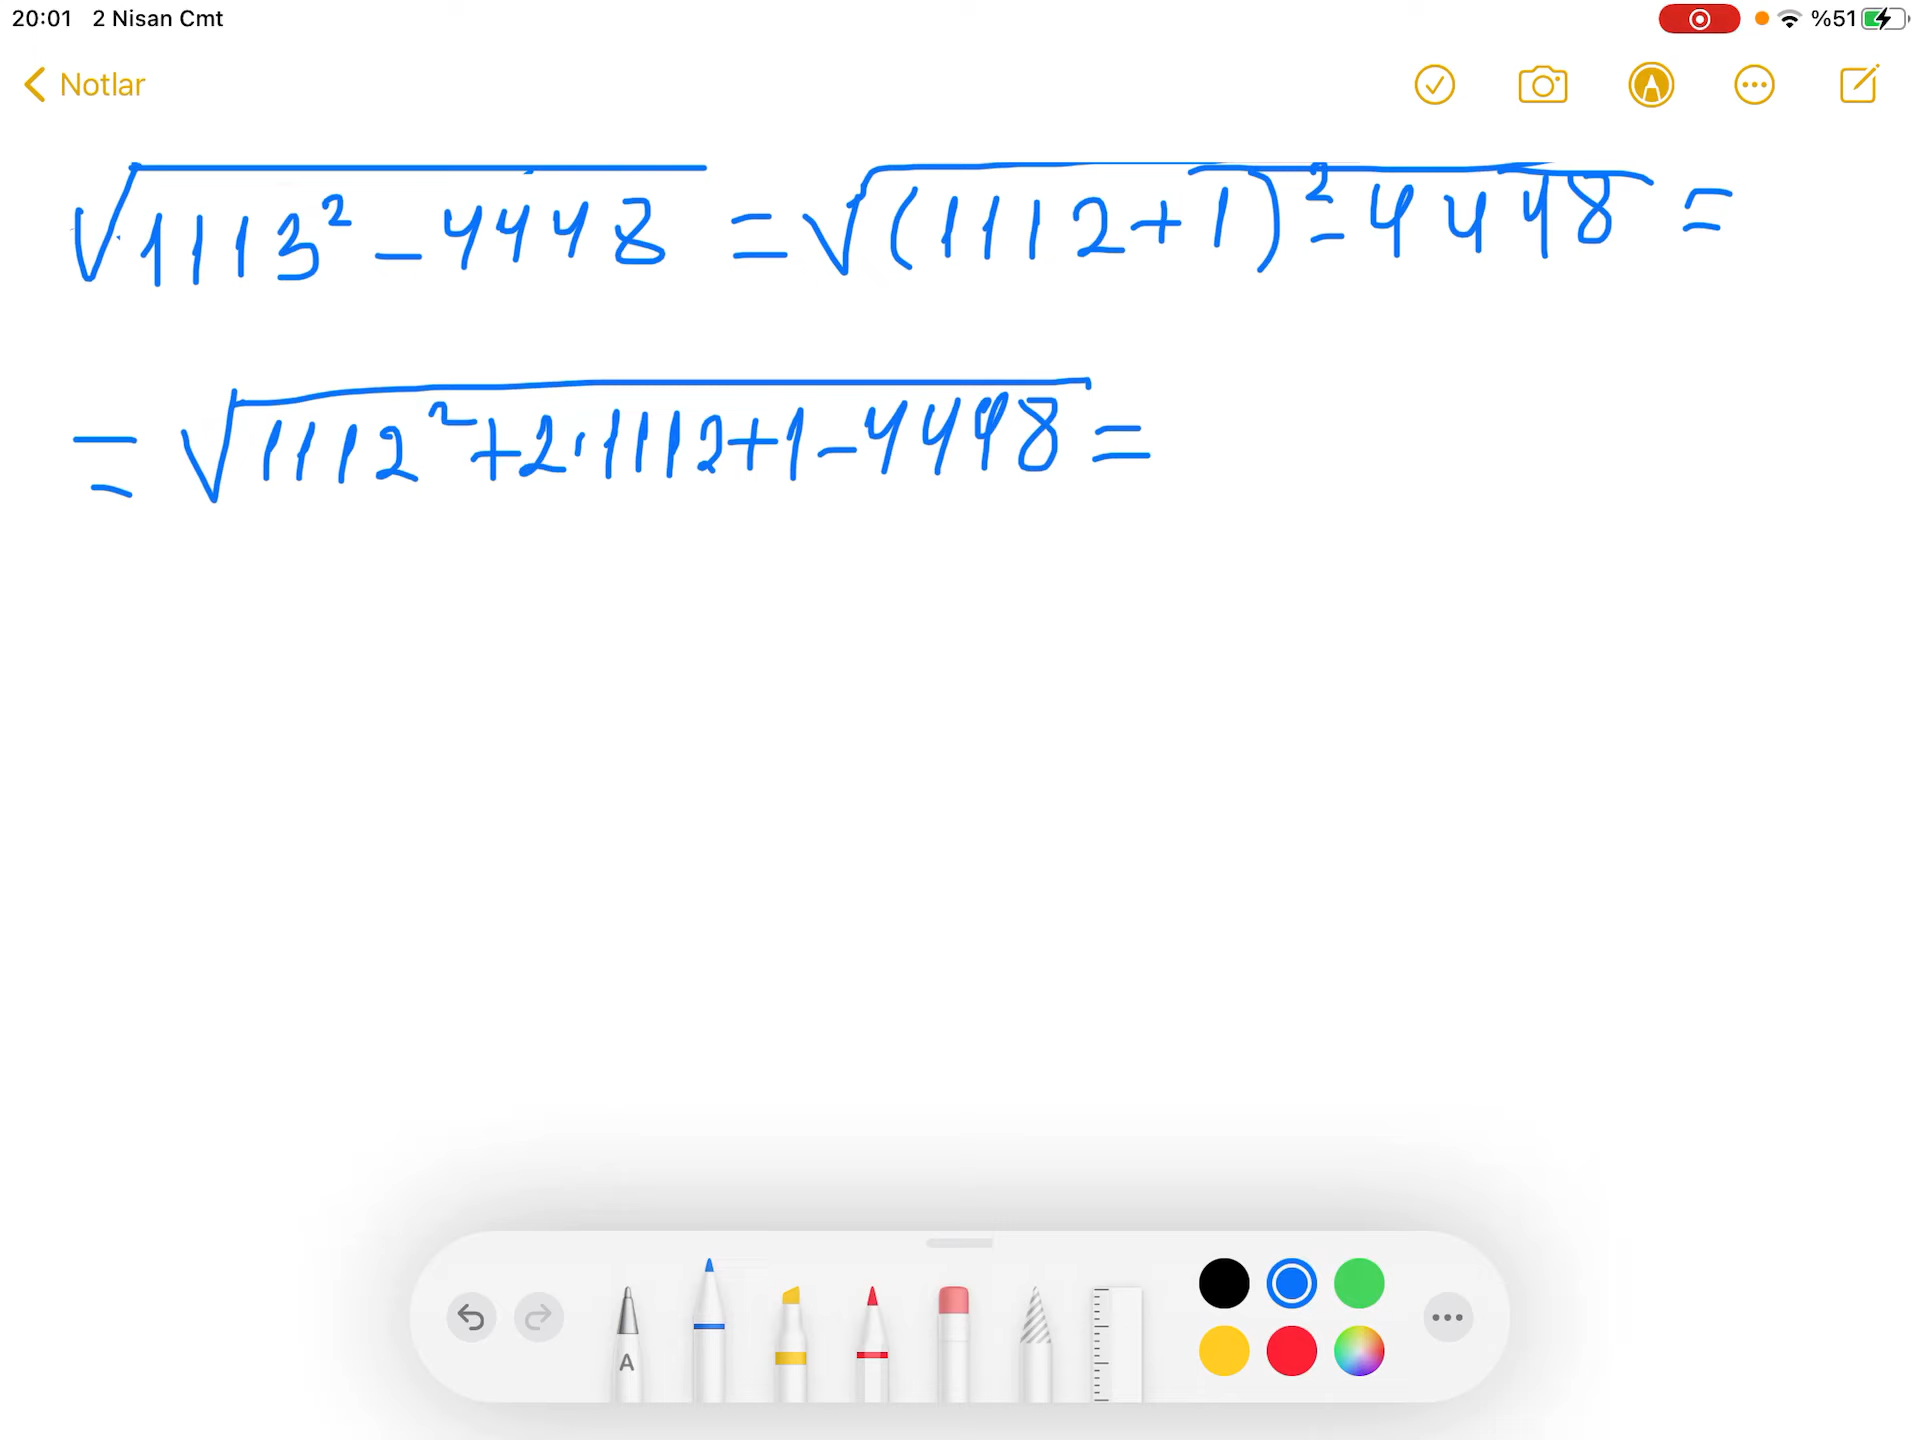 20:01 2 Nisan Cmt %51
Notlar
√1113² - 4448 = √(1112+1)² - 4448 =
= √1112² + 2·1112 + 1 - 4448 =
A